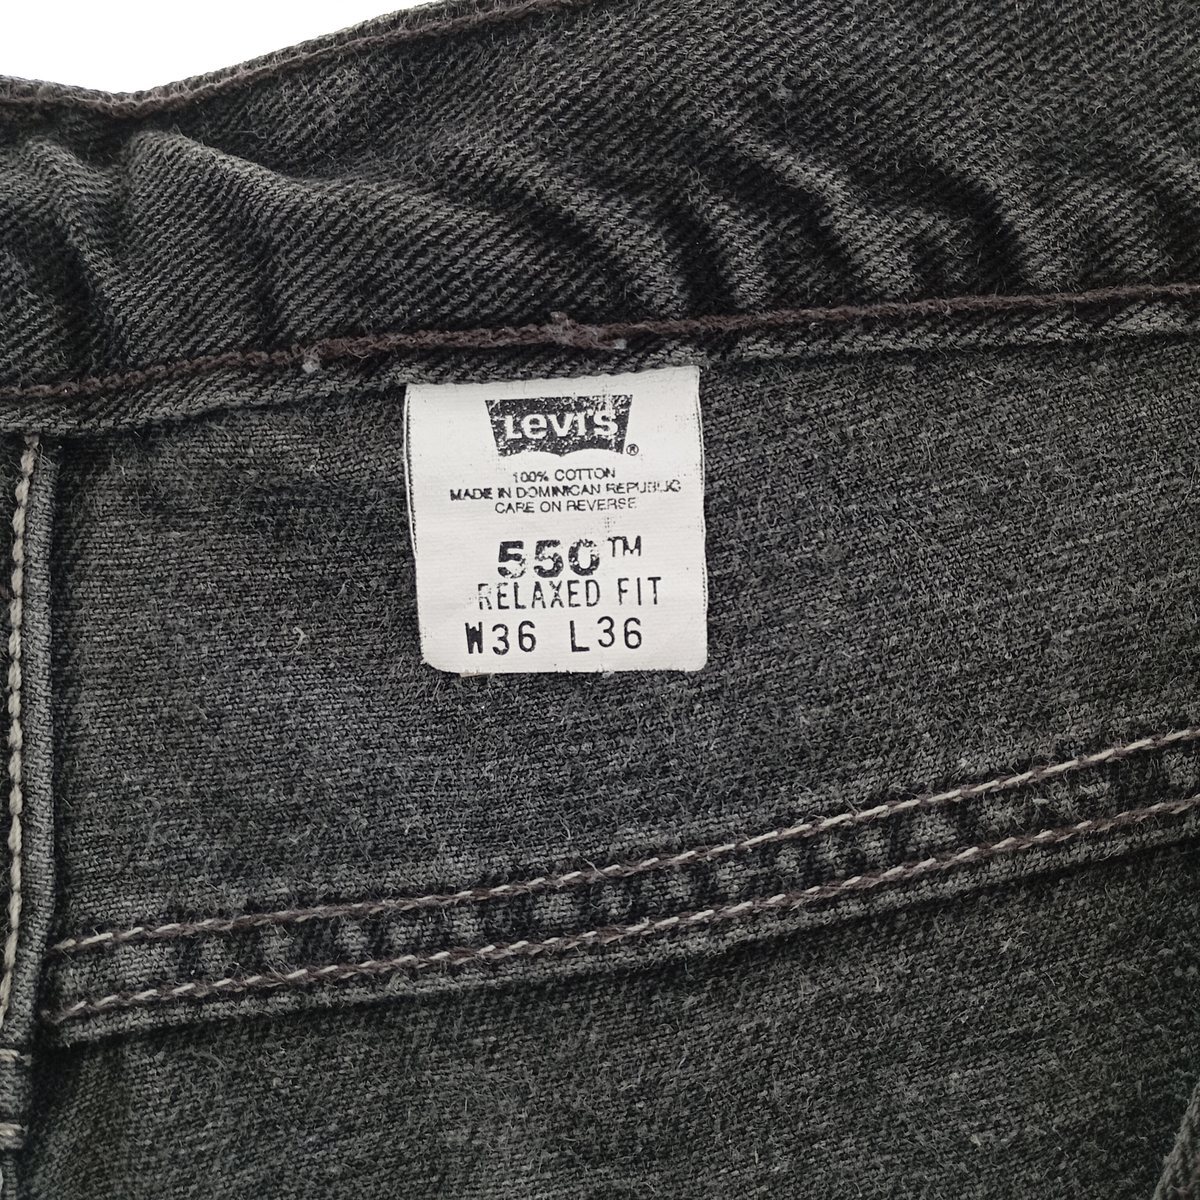 Levi's®
100% COTTON
MADE IN DOMINICAN REPUBLIC
CARE ON REVERSE
550™
RELAXED FIT
W36 L36